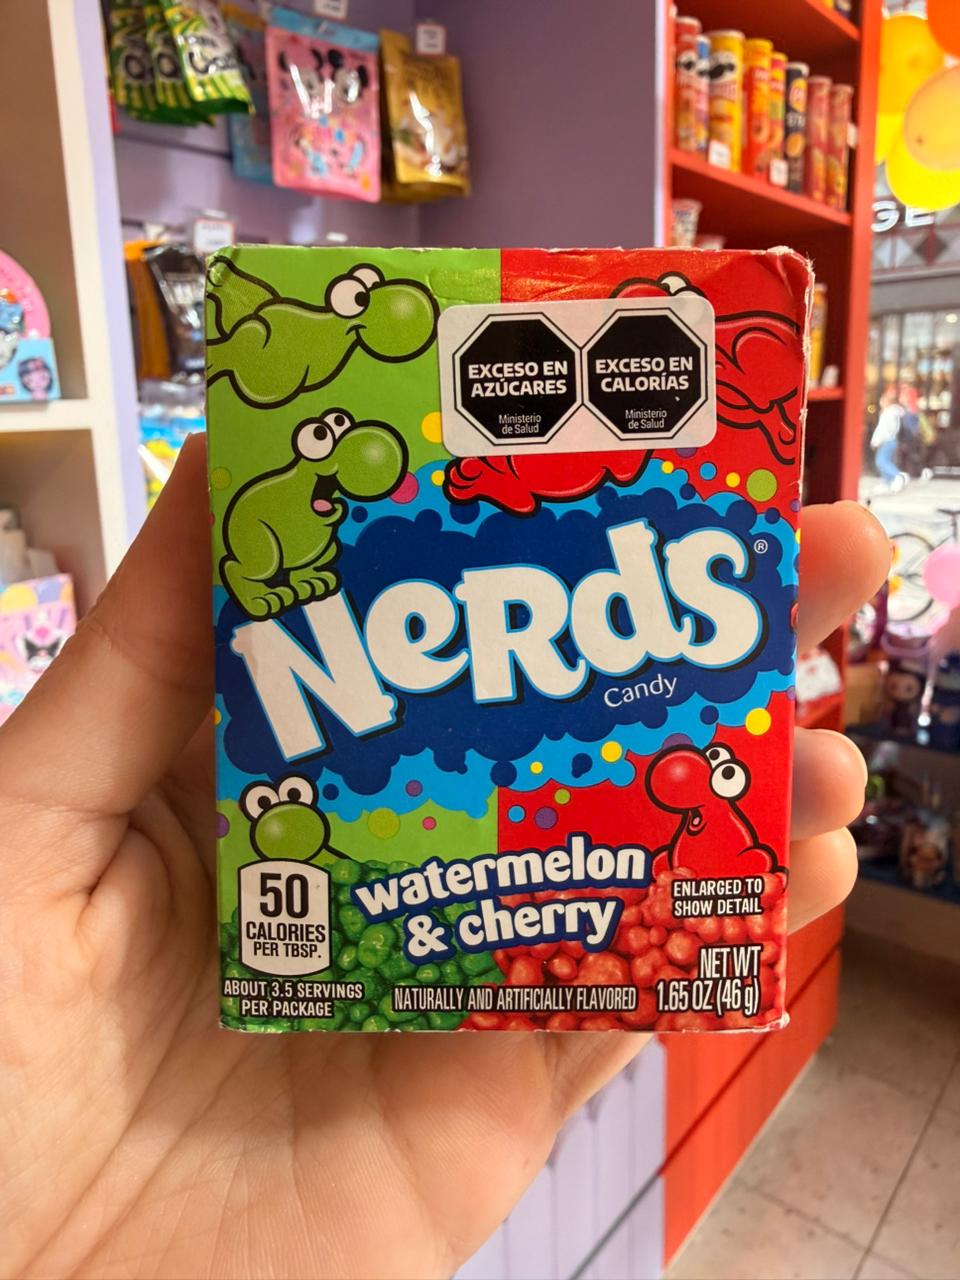 EXCESO EN
AZÚCARES
Ministerio
de Salud
EXCESO EN
CALORÍAS
Ministerio
de Salud
NeRdS®
Candy
watermelon
& cherry
50
CALORIES
PER TBSP.
ABOUT 3.5 SERVINGS
PER PACKAGE
NATURALLY AND ARTIFICIALLY FLAVORED
ENLARGED TO
SHOW DETAIL
NET WT
1.65 OZ (46 g)
GE